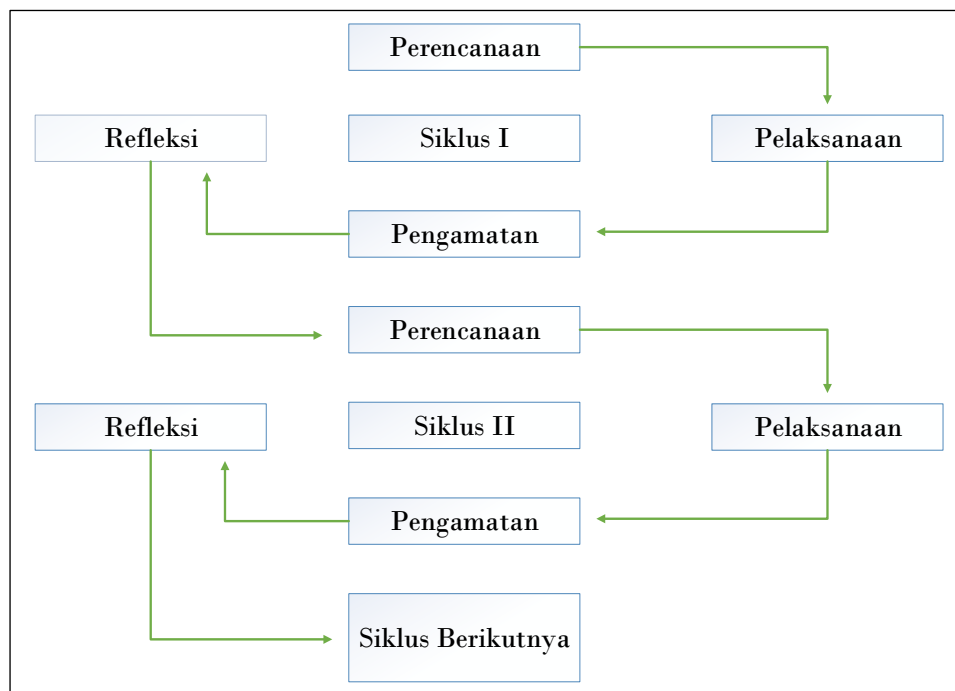 Perencanaan
Refleksi
Siklus I
Pelaksanaan
Pengamatan
Perencanaan
Refleksi
Siklus II
Pelaksanaan
Pengamatan
Siklus Berikutnya